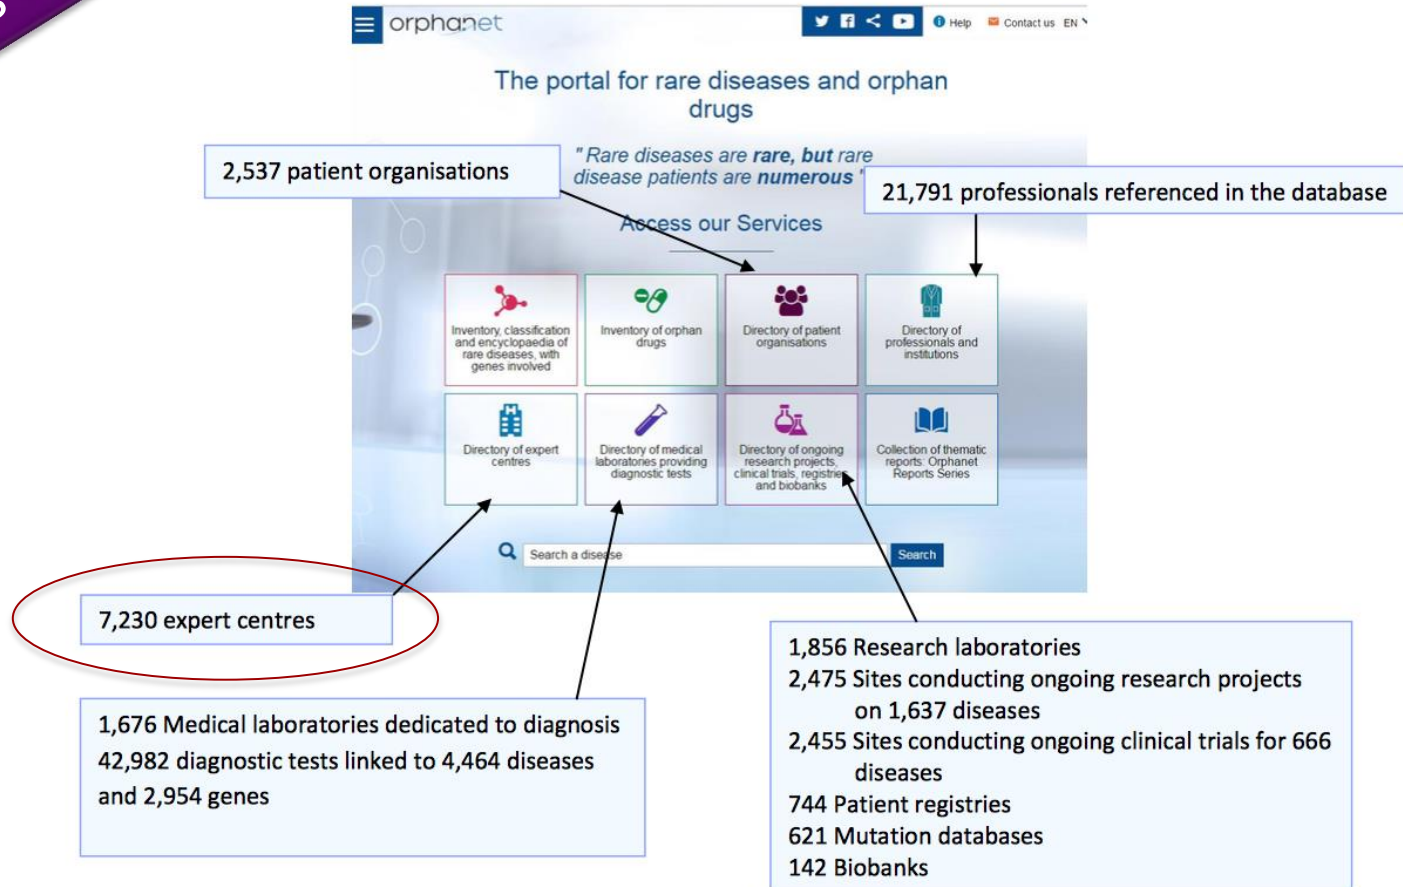 orphanet
Help
Contact us
EN
The portal for rare diseases and orphan
drugs
" Rare diseases are rare, but rare
disease patients are numerous "
2,537 patient organisations
21,791 professionals referenced in the database
Access our Services
Inventory, classification
and encyclopaedia of
rare diseases, with
genes involved
Inventory of orphan
drugs
Directory of patient
organisations
Directory of
professionals and
institutions
Directory of expert
centres
Directory of medical
laboratories providing
diagnostic tests
Directory of ongoing
research projects,
clinical trials, registries
and biobanks
Collection of thematic
reports: Orphanet
Reports Series
Search a disease
Search
7,230 expert centres
1,676 Medical laboratories dedicated to diagnosis
42,982 diagnostic tests linked to 4,464 diseases
and 2,954 genes
1,856 Research laboratories
2,475 Sites conducting ongoing research projects
on 1,637 diseases
2,455 Sites conducting ongoing clinical trials for 666
diseases
744 Patient registries
621 Mutation databases
142 Biobanks